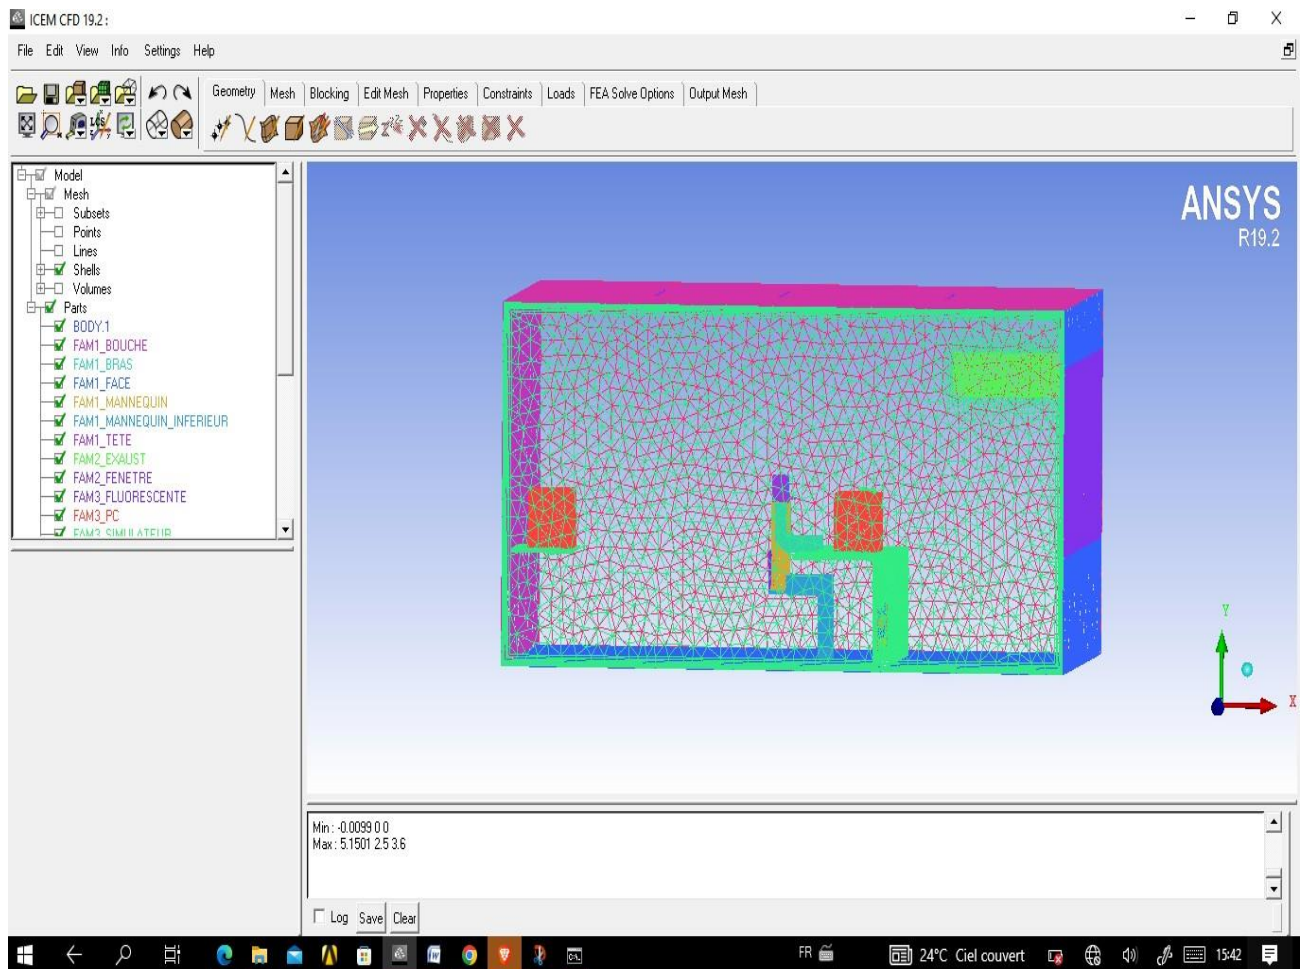 ICEM CFD 19.2 :
File Edit View Info Settings Help
Geometry Mesh Blocking Edit Mesh Properties Constraints Loads FEA Solve Options Output Mesh
LCS
Model
Mesh
Subsets
Points
Lines
Shells
Volumes
Parts
BODY.1
FAM1_BOUCHE
FAM1_BRAS
FAM1_FACE
FAM1_MANNEQUIN
FAM1_MANNEQUIN_INFERIEUR
FAM1_TETE
FAM2_EXAUST
FAM2_FENETRE
FAM3_FLUORESCENTE
FAM3_PC
FAM3_SIMULATEUR
ANSYS
R19.2
Y
X
Min : -0.0099 0 0
Max : 5.1501 2.5 3.6
Log Save Clear
FR 24°C Ciel couvert 15:42